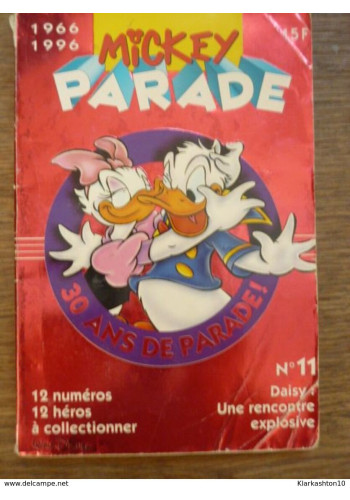 1966
1996
MiCKEY
PARADE
15F
30 ANS DE PARADE!
N°11
12 numéros
12 héros
à collectionner
Daisy :
Une rencontre
explosive
www.delcampe.net
Klarkashton10